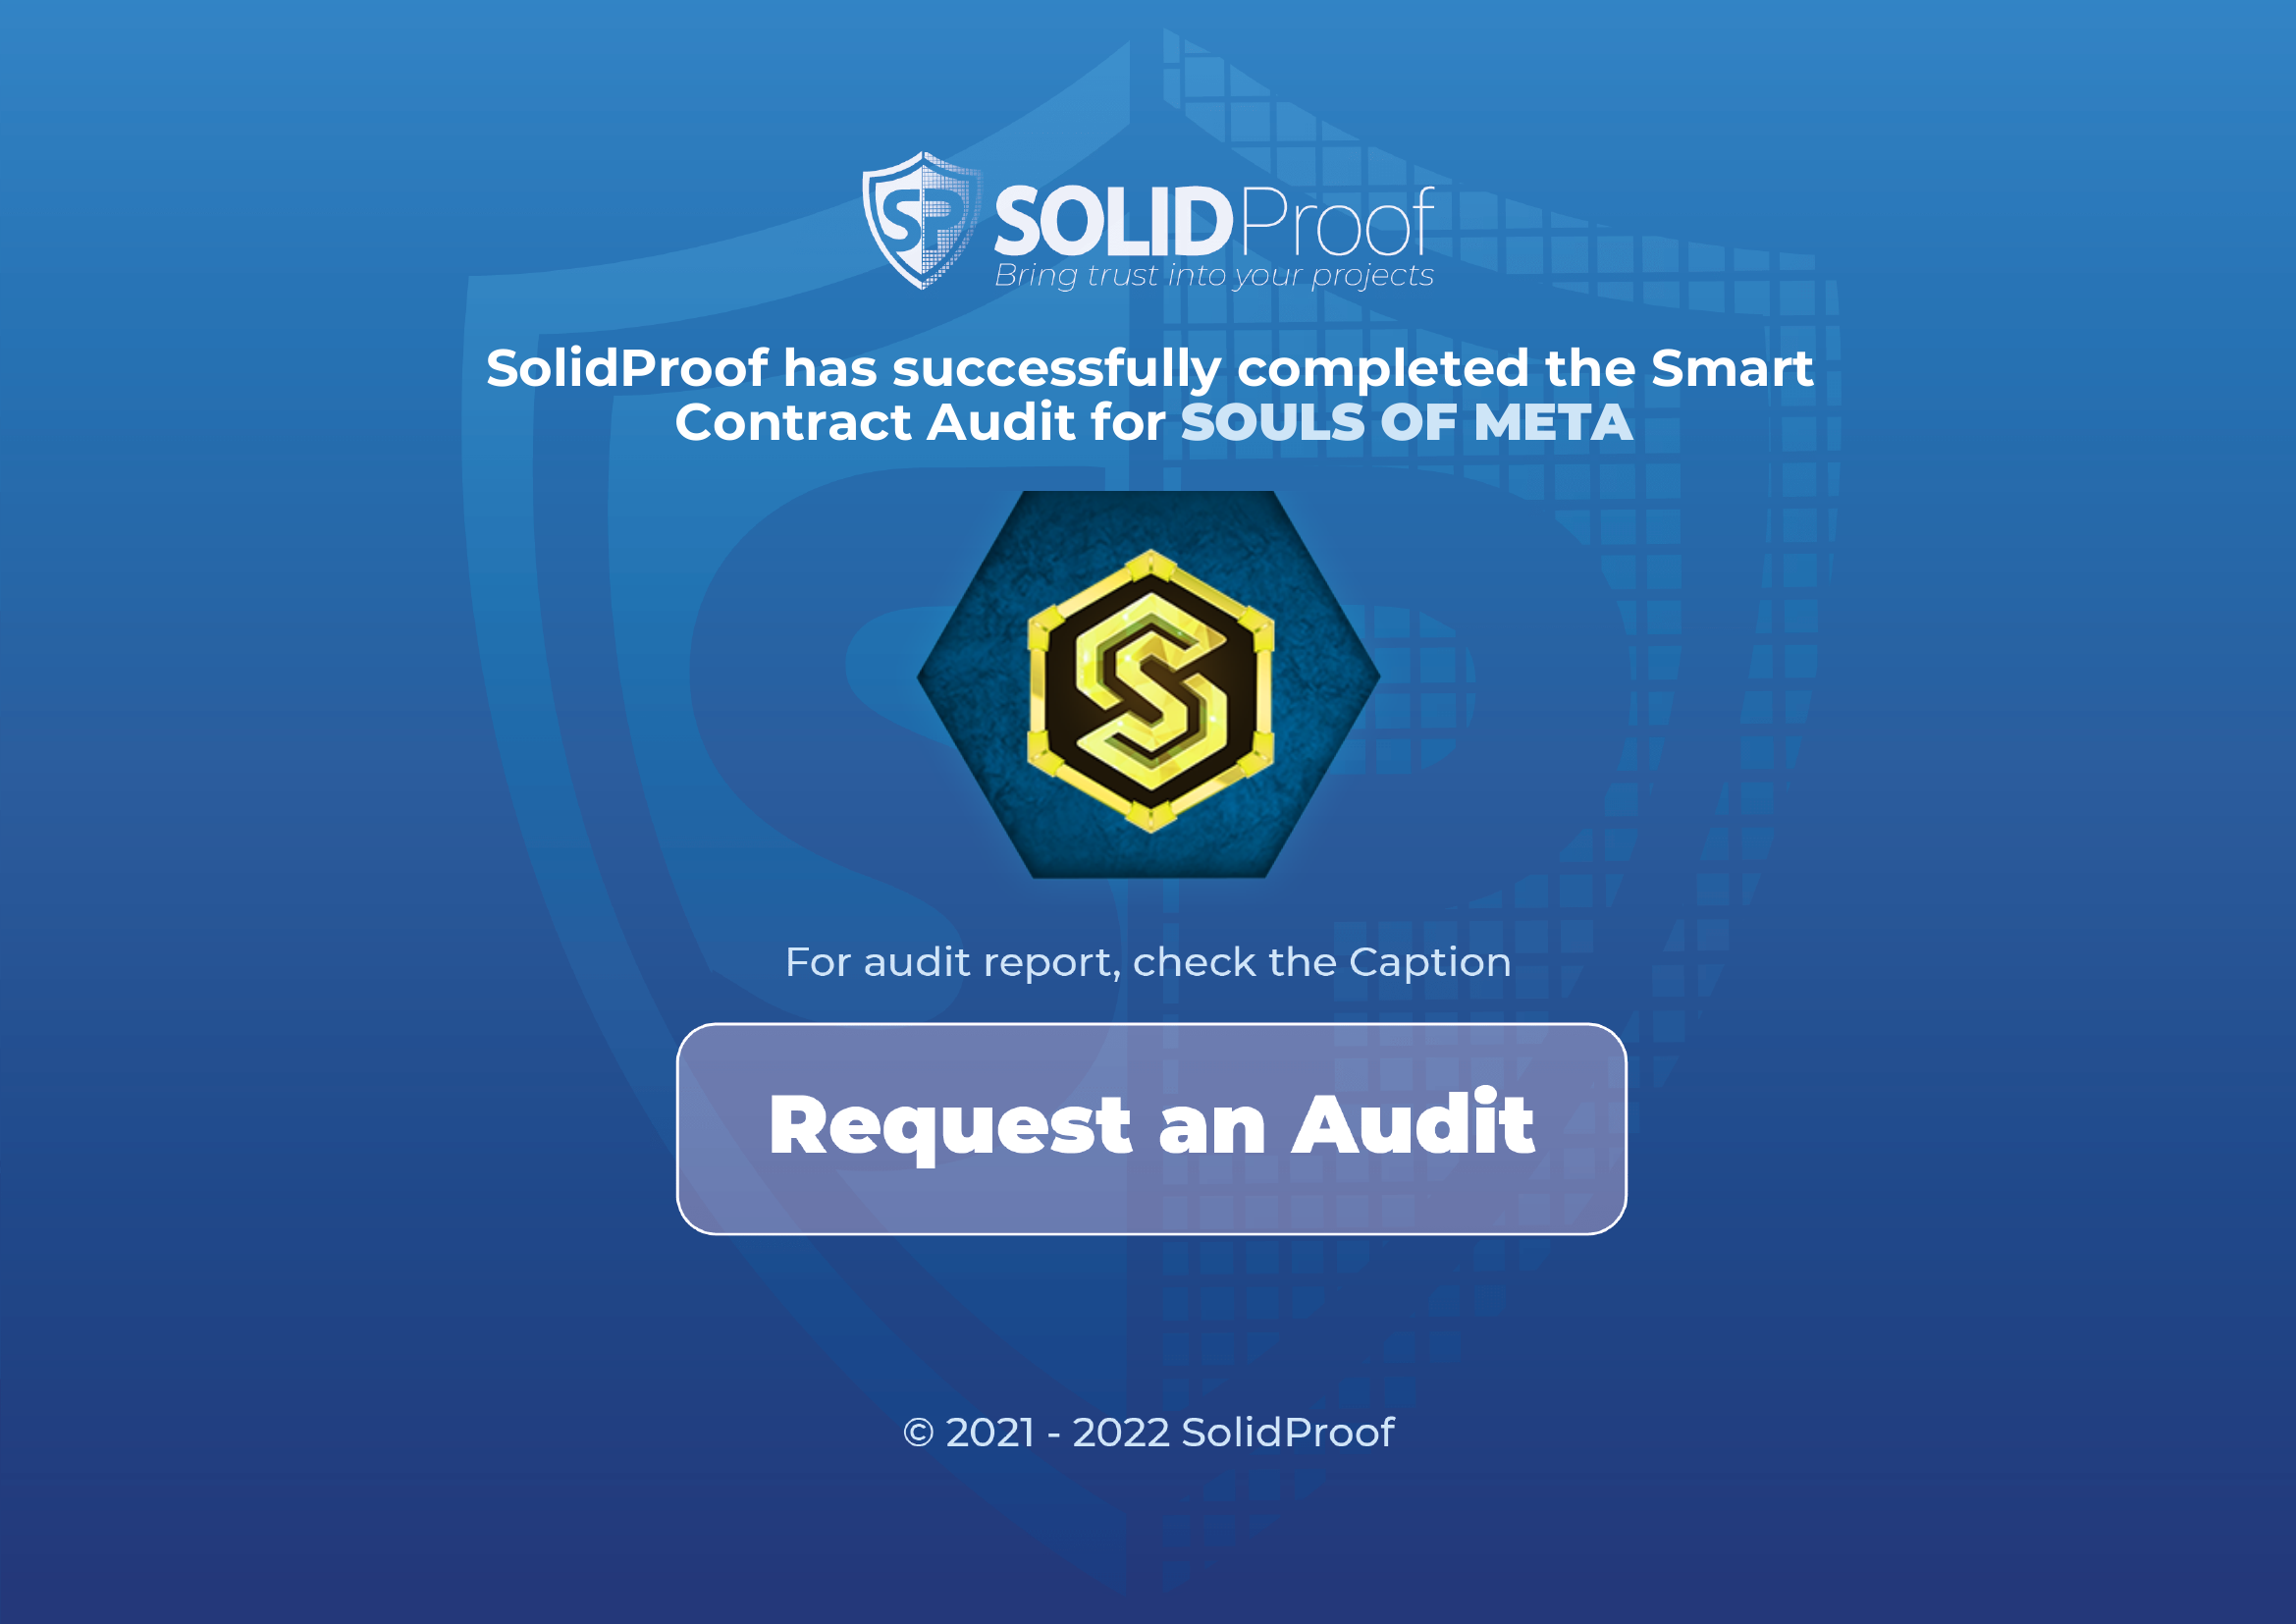 SP SOLIDProof
Bring trust into your projects
SolidProof has successfully completed the Smart
Contract Audit for SOULS OF META
S
For audit report, check the Caption
Request an Audit
© 2021 - 2022 SolidProof